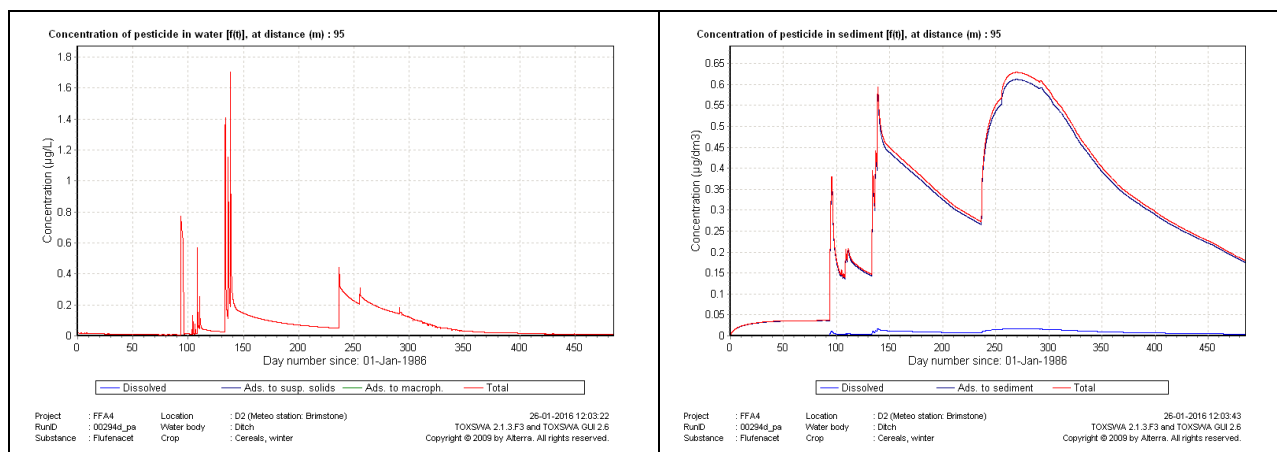 Concentration of pesticide in water [f(t)], at distance (m) : 95
1.8
1.6
1.4
1.2
1
0.8
0.6
0.4
0.2
0
Concentration (µg/L)
0 50 100 150 200 250 300 350 400 450
Day number since: 01-Jan-1986
Dissolved Ads. to susp. solids Ads. to macroph. Total
Project : FFA4 Location : D2 (Meteo station: Brimstone) 26-01-2016 12:03:22
RunID : 00294d_pa Water body : Ditch TOXSWA 2.1.3.F3 and TOXSWA GUI 2.6
Substance : Flufenacet Crop : Cereals, winter Copyright © 2009 by Alterra. All rights reserved.
Concentration of pesticide in sediment [f(t)], at distance (m) : 95
0.65
0.6
0.55
0.5
0.45
0.4
0.35
0.3
0.25
0.2
0.15
0.1
0.05
0
Concentration (µg/dm3)
0 50 100 150 200 250 300 350 400 450
Day number since: 01-Jan-1986
Dissolved Ads. to sediment Total
Project : FFA4 Location : D2 (Meteo station: Brimstone) 26-01-2016 12:03:43
RunID : 00294d_pa Water body : Ditch TOXSWA 2.1.3.F3 and TOXSWA GUI 2.6
Substance : Flufenacet Crop : Cereals, winter Copyright © 2009 by Alterra. All rights reserved.